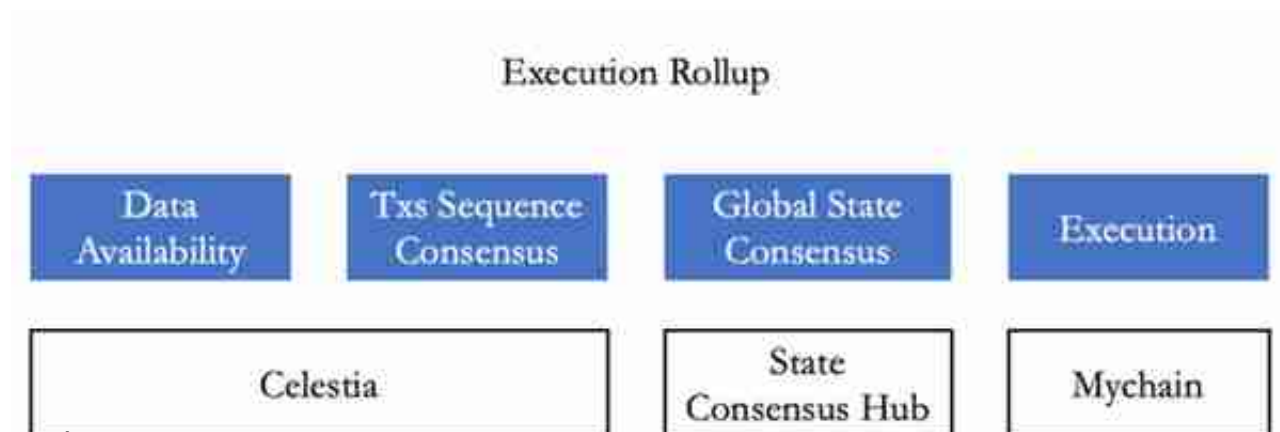 Execution Rollup
Data
Availability
Txs Sequence
Consensus
Global State
Consensus
Execution
Celestia
State
Consensus Hub
Mychain